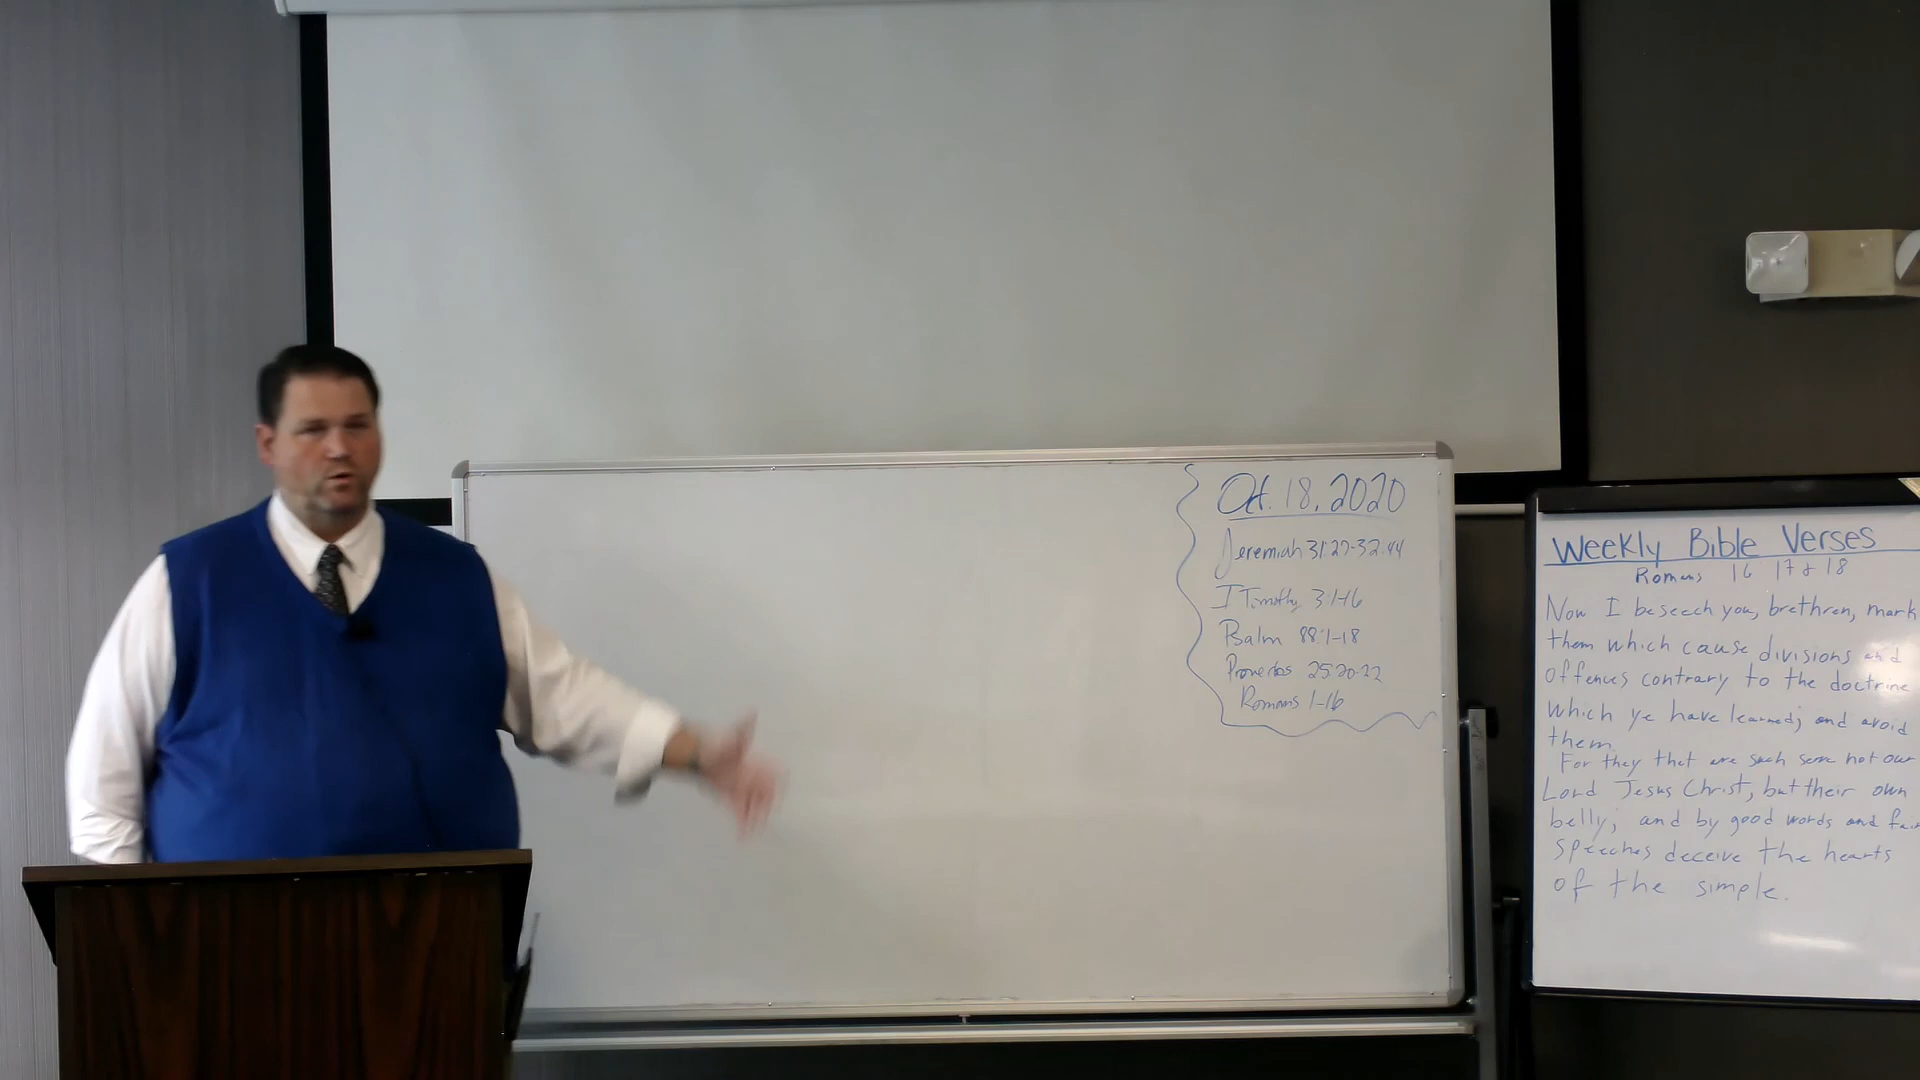 Oct. 18, 2020
Jeremiah 31:27-32:44
I Timothy 3:1-16
Psalm 88:1-18
Proverbs 25:20-22
Romans 1-16
Weekly Bible Verses
Romans 16 17 & 18
Now I beseech you, brethren, mark
them which cause divisions and
offences contrary to the doctrine
which ye have learned; and avoid
them.
For they that are such serve not our
Lord Jesus Christ, but their own
belly; and by good words and fair
speeches deceive the hearts
of the simple.